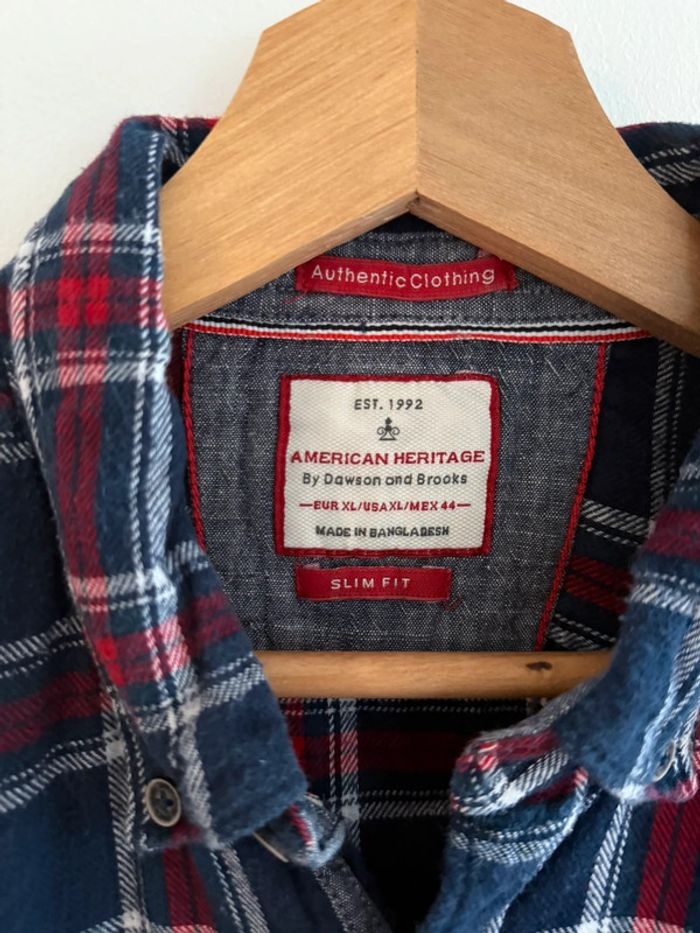 Authentic Clothing
EST. 1992
AMERICAN HERITAGE
By Dawson and Brooks
EUR XL/USA XL/MEX 44
MADE IN BANGLADESH
SLIM FIT